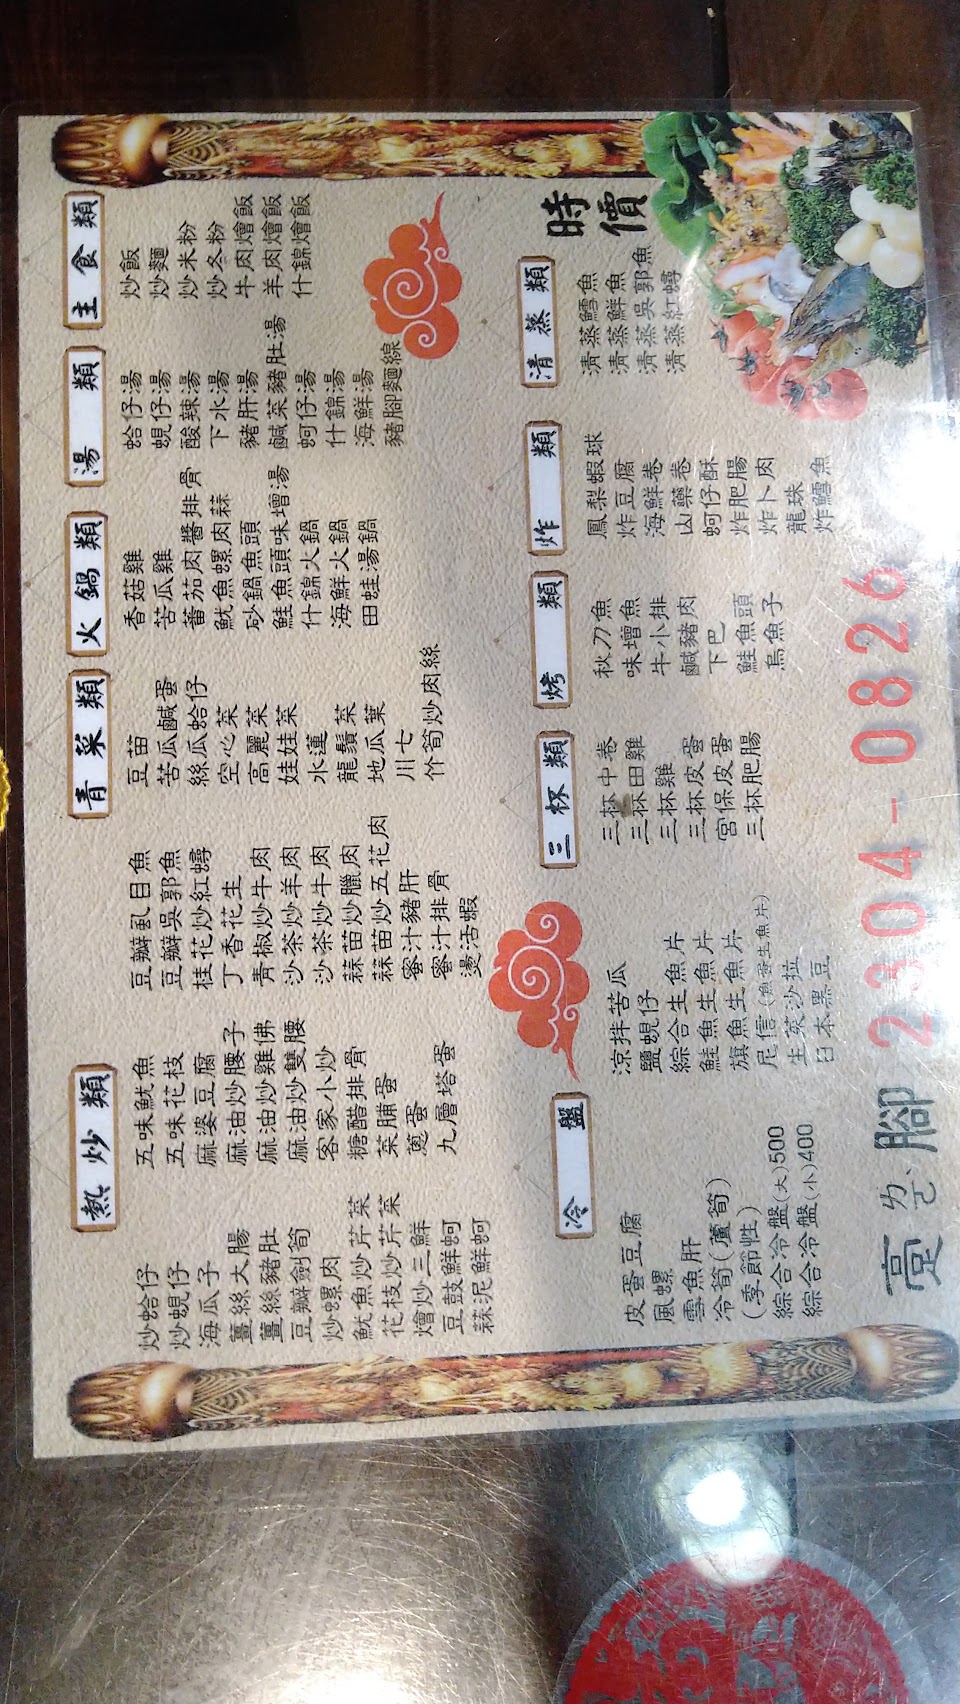 熱炒類
炒蛤仔
炒蜆仔
海瓜子
薑絲大腸
薑絲豬肚
豆瓣劍筍
炒螺肉
魷魚炒芹菜
花枝炒芹菜
燴炒三鮮
豆鼓鮮蚵
蒜泥鮮蚵
五味魷魚
五味花枝
麻婆豆腐
麻油炒腰子
麻油炒雞佛
麻油炒雙腰
客家小炒
糖醋排骨
菜脯蛋
蔥蛋
九層塔蛋
豆瓣虱目魚
豆瓣吳郭魚
桂花炒紅蟳
丁香花生
青椒炒牛肉
沙茶炒羊肉
沙茶炒牛肉
蒜苗炒臘肉
蒜苗炒五花肉
蜜汁豬肝
蜜汁排骨
燙活蝦
青菜類
豆苗
苦瓜鹹蛋
絲瓜蛤仔
空心菜
高麗菜
娃娃菜
水蓮
龍鬚菜
地瓜葉
川七
竹筍炒肉絲
火鍋類
香菇雞
苦瓜雞
蕃茄肉醬排骨
魷魚螺肉蒜
砂鍋魚頭
鮭魚頭味增湯
什錦火鍋
海鮮火鍋
田蛙湯鍋
湯類
蛤仔湯
蜆仔湯
酸辣湯
下水湯
豬肝湯
鹹菜豬肚湯
蚵仔湯
什錦湯
海鮮湯
豬腳麵線
主食類
炒飯
炒麵
炒米粉
炒冬粉
牛肉燴飯
羊肉燴飯
什錦燴飯
冷盤
皮蛋豆腐
風螺
雪魚肝
冷筍(蘆筍)
(季節性)
綜合冷盤(大)500
綜合冷盤(小)400
涼拌苦瓜
鹽蜆仔
綜合生魚片
鮭魚生魚片
旗魚生魚片
尼信(魚香生魚片)
生菜沙拉
日本黑豆
三杯類
三杯中卷
三杯田雞
三杯雞
三杯皮蛋
宮保皮蛋
三杯肥腸
烤類
秋刀魚
味增魚
牛小排
鹹豬肉
下巴
鮭魚頭
烏魚子
炸類
鳳梨蝦球
炸豆腐
海鮮卷
山藥卷
蚵仔酥
炸肥腸
炸卜肉
龍珠
炸鱈魚
清蒸類
時價
清蒸鱈魚
清蒸鮮魚
清蒸吳郭魚
清蒸紅蟳
ㄉㄜˊ腳 2304-0826